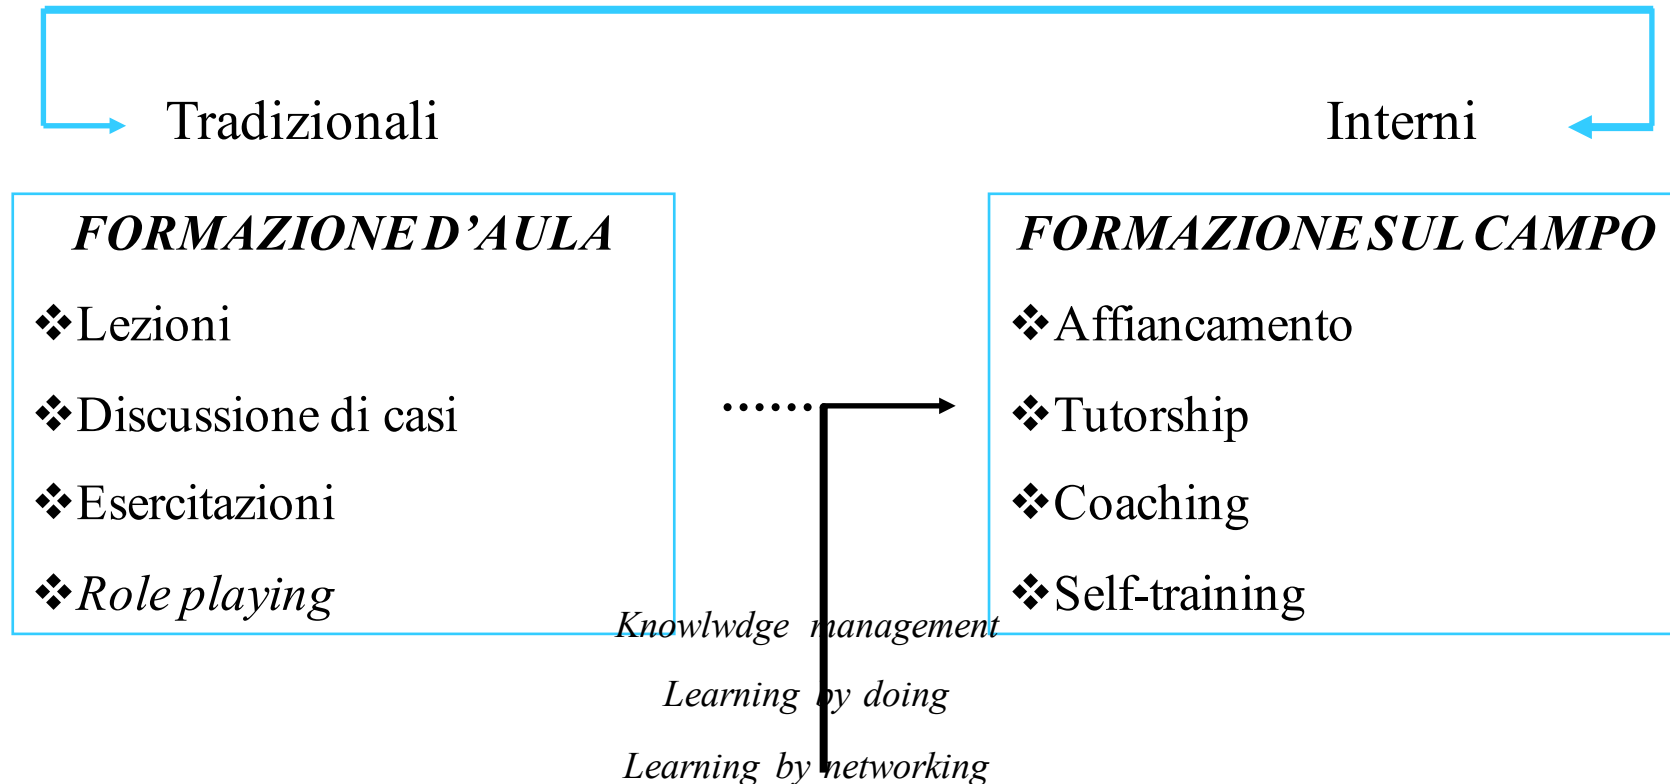 Tradizionali
Interni
FORMAZIONE D’AULA
❖Lezioni
❖Discussione di casi
❖Esercitazioni
❖Role playing
FORMAZIONE SUL CAMPO
❖Affiancamento
❖Tutorship
❖Coaching
❖Self-training
Knowlwdge management
Learning by doing
Learning by networking